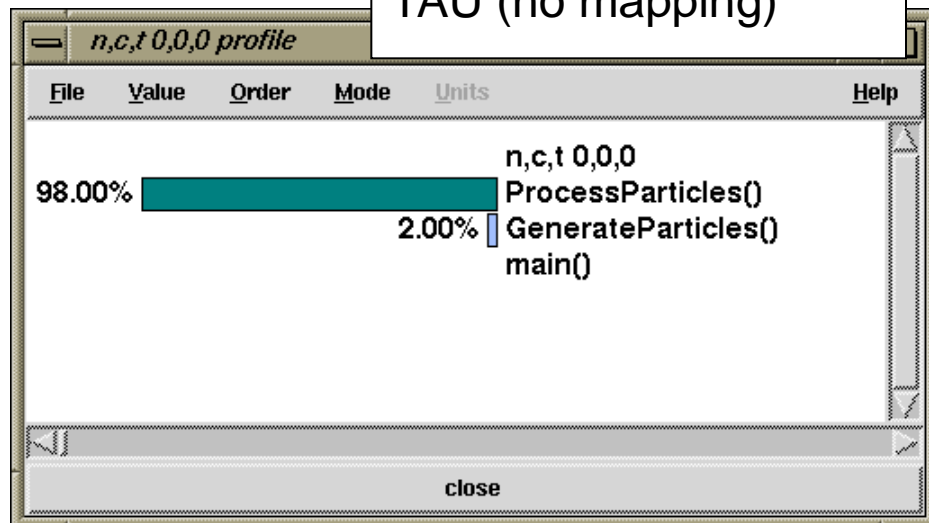 TAU (no mapping)
n,c,t 0,0,0 profile
File Value Order Mode Units Help
n,c,t 0,0,0
98.00% ProcessParticles()
2.00% GenerateParticles()
main()
close